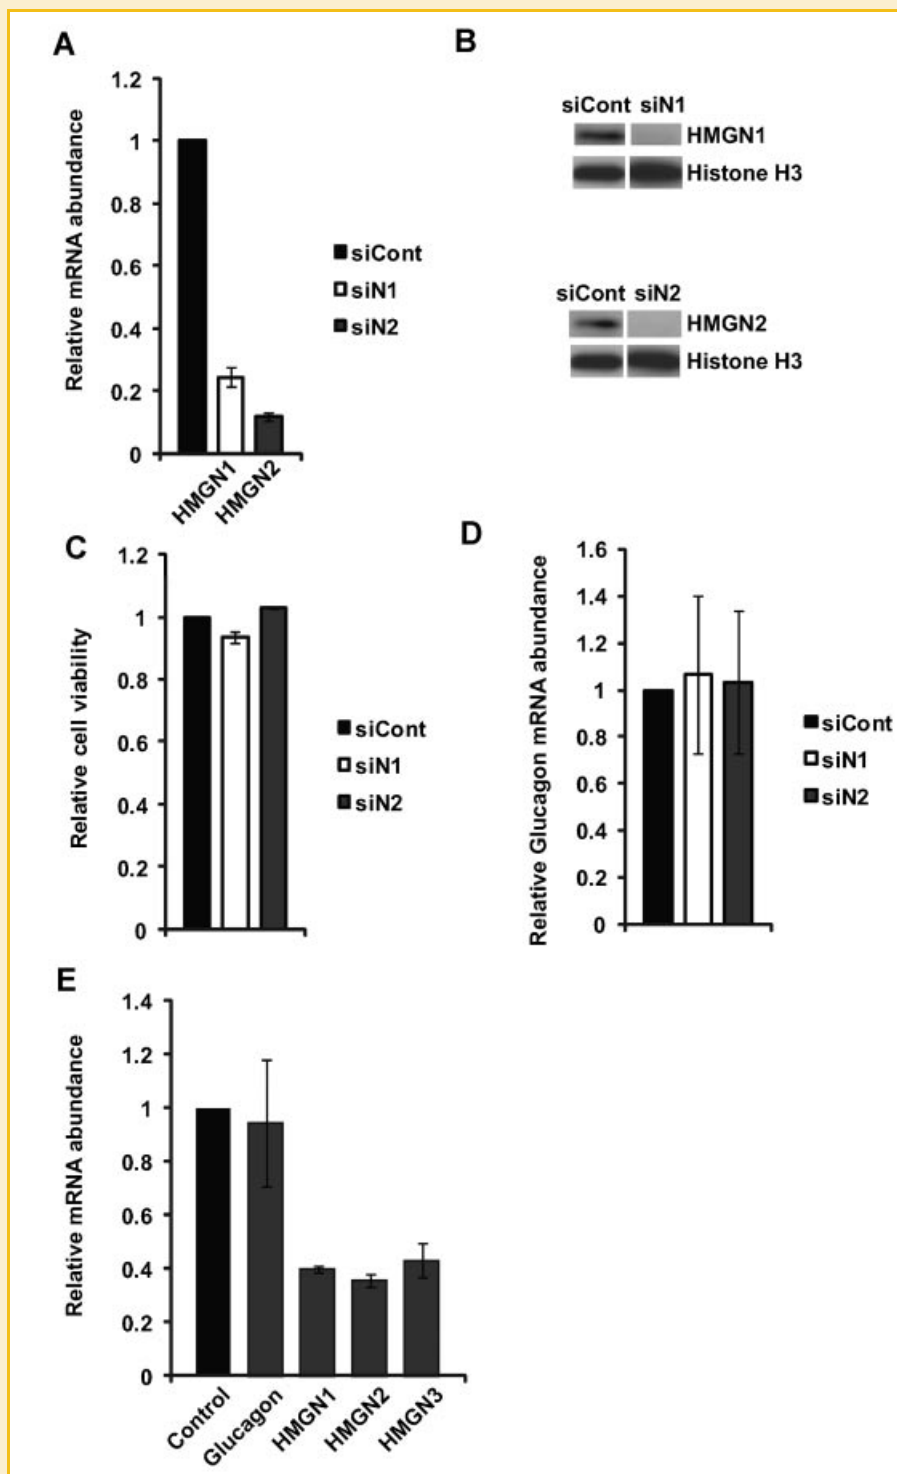 A
Relative mRNA abundance
1.2
1
0.8
0.6
0.4
0.2
0
HMGN1
HMGN2
siCont
siN1
siN2
B
siCont siN1
HMGN1
Histone H3
siCont siN2
HMGN2
Histone H3
C
Relative cell viability
1.2
1
0.8
0.6
0.4
0.2
0
siCont
siN1
siN2
D
Relative Glucagon mRNA abundance
1.6
1.4
1.2
1
0.8
0.6
0.4
0.2
0
siCont
siN1
siN2
E
Relative mRNA abundance
1.4
1.2
1
0.8
0.6
0.4
0.2
0
Control
Glucagon
HMGN1
HMGN2
HMGN3